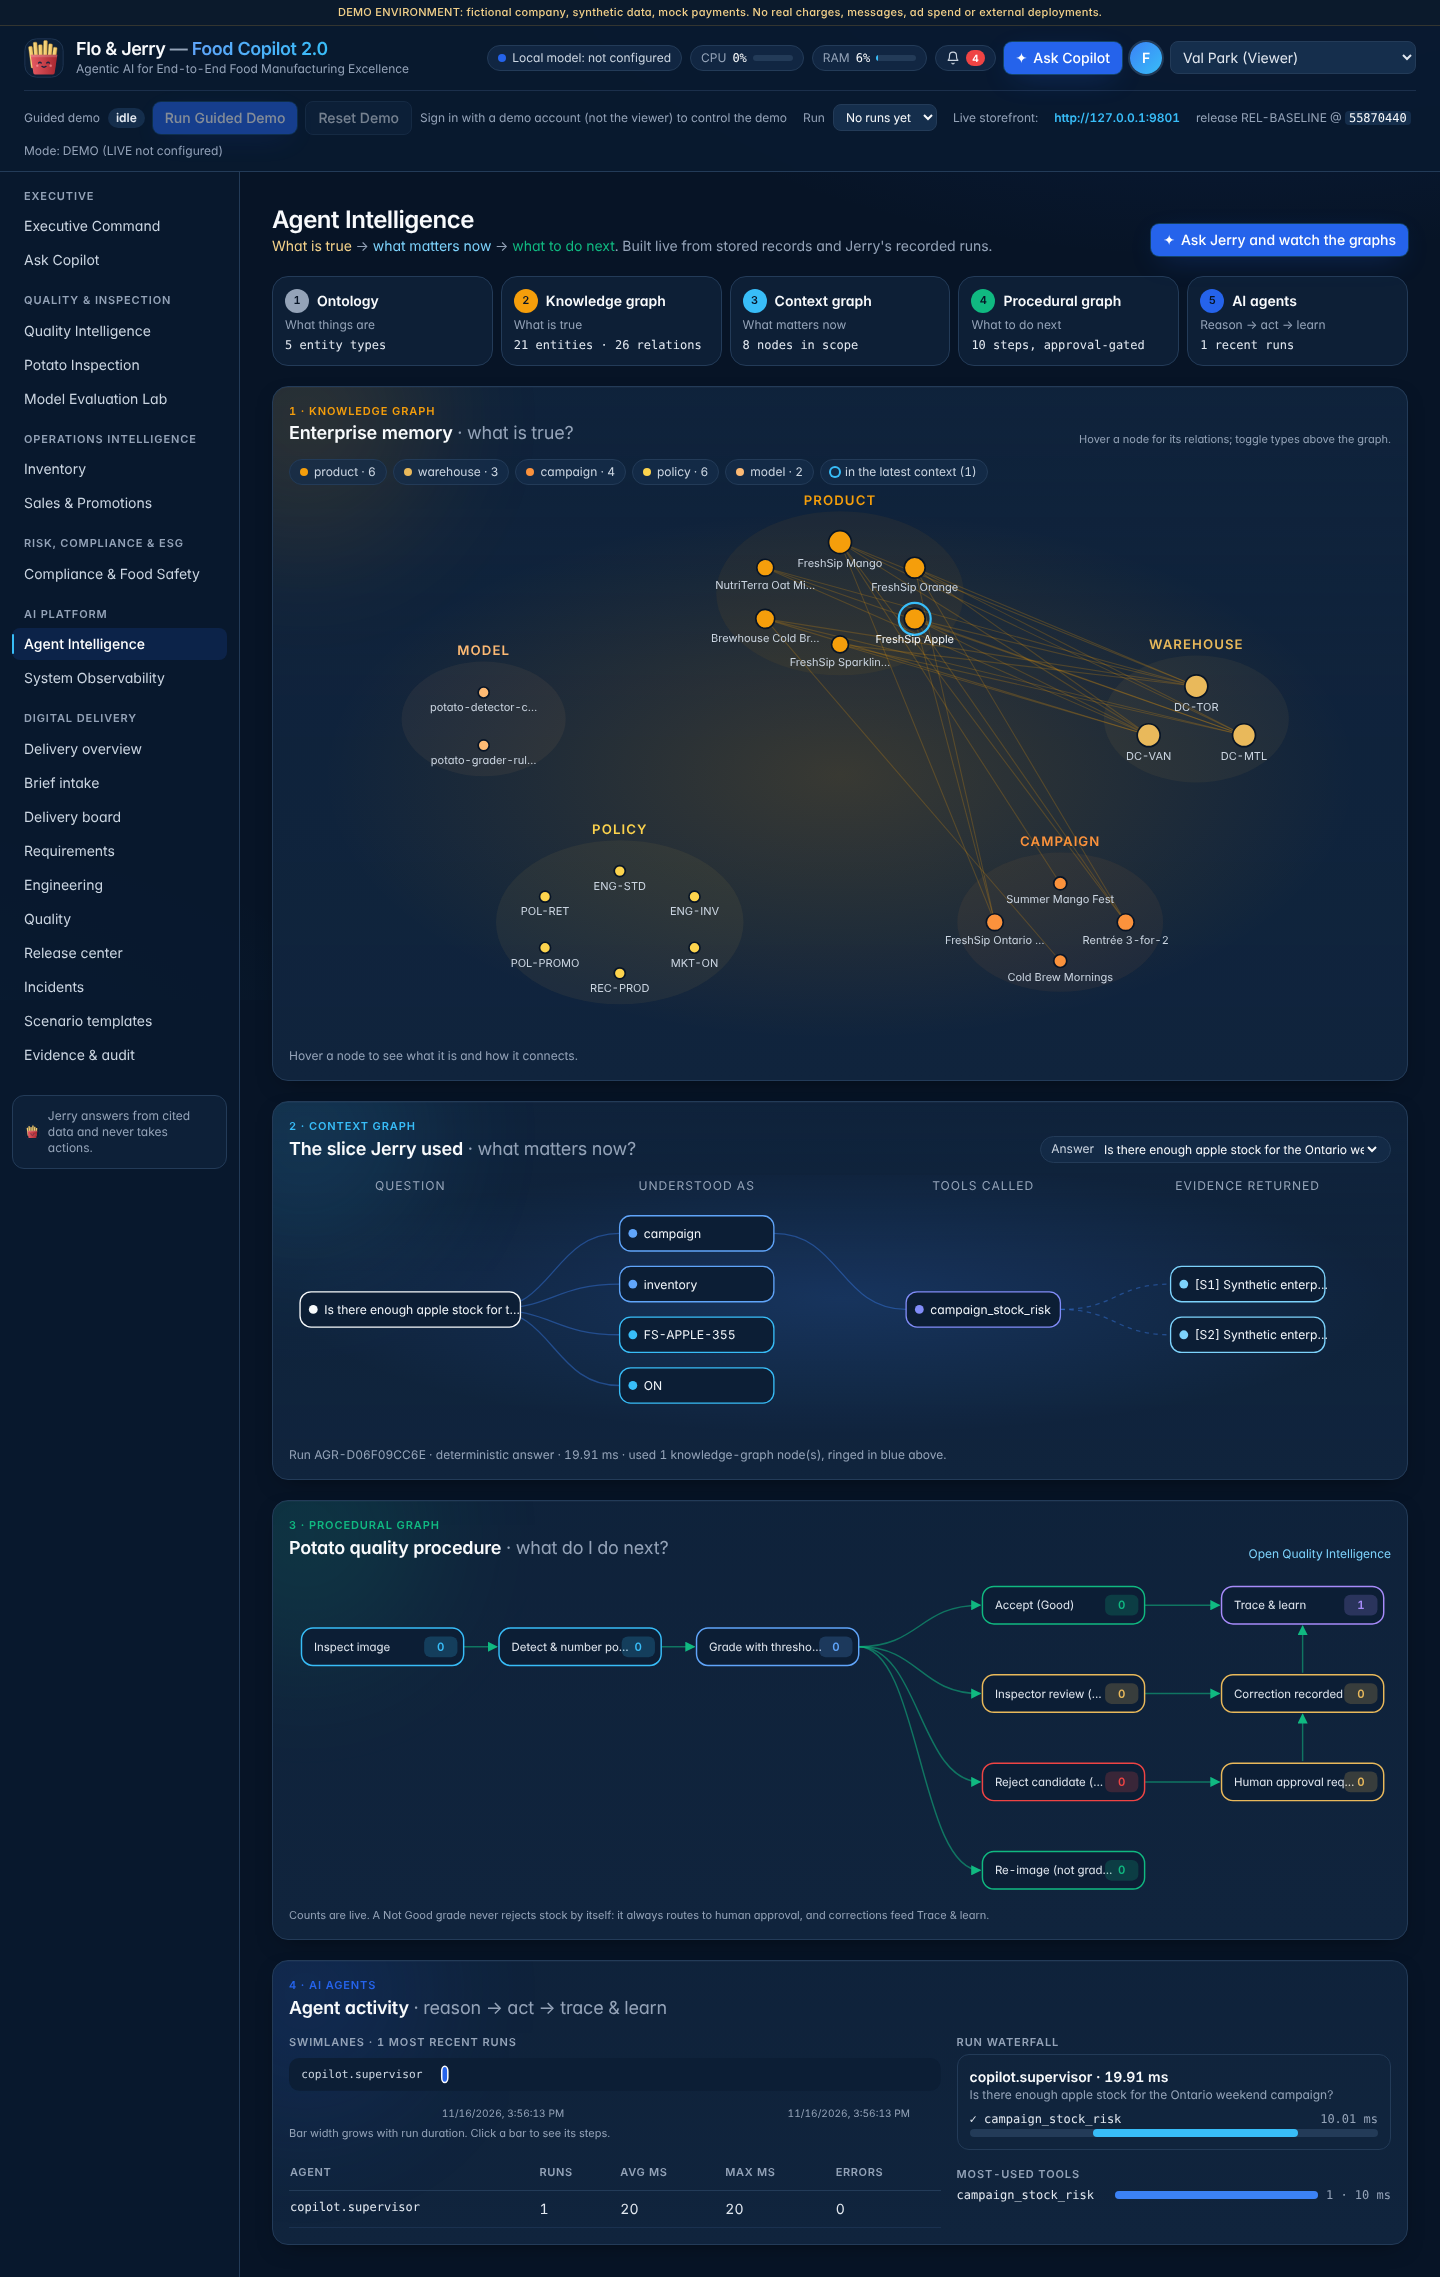 DEMO ENVIRONMENT: fictional company, synthetic data, mock payments. No real charges, messages, ad spend or external deployments.
Flo & Jerry — Food Copilot 2.0
Agentic AI for End-to-End Food Manufacturing Excellence
Local model: not configured
CPU 0%
RAM 6%
4
✦ Ask Copilot
F
Val Park (Viewer)
Guided demo idle
Run Guided Demo
Reset Demo
Sign in with a demo account (not the viewer) to control the demo
Run No runs yet
Live storefront: http://127.0.0.1:9801
release REL-BASELINE @ 55870440
Mode: DEMO (LIVE not configured)
EXECUTIVE
Executive Command
Ask Copilot
QUALITY & INSPECTION
Quality Intelligence
Potato Inspection
Model Evaluation Lab
OPERATIONS INTELLIGENCE
Inventory
Sales & Promotions
RISK, COMPLIANCE & ESG
Compliance & Food Safety
AI PLATFORM
Agent Intelligence
System Observability
DIGITAL DELIVERY
Delivery overview
Brief intake
Delivery board
Requirements
Engineering
Quality
Release center
Incidents
Scenario templates
Evidence & audit
Jerry answers from cited
data and never takes
actions.
Agent Intelligence
What is true → what matters now → what to do next. Built live from stored records and Jerry's recorded runs.
✦ Ask Jerry and watch the graphs
1 Ontology
What things are
5 entity types
2 Knowledge graph
What is true
21 entities · 26 relations
3 Context graph
What matters now
8 nodes in scope
4 Procedural graph
What to do next
10 steps, approval-gated
5 AI agents
Reason → act → learn
1 recent runs
1 · KNOWLEDGE GRAPH
Enterprise memory · what is true?
Hover a node for its relations; toggle types above the graph.
product · 6
warehouse · 3
campaign · 4
policy · 6
model · 2
in the latest context (1)
PRODUCT
FreshSip Mango
NutriTerra Oat Mi...
FreshSip Orange
Brewhouse Cold Br...
FreshSip Apple
FreshSip Sparklin...
MODEL
potato-detector-c...
potato-grader-rul...
WAREHOUSE
DC-TOR
DC-VAN
DC-MTL
POLICY
ENG-STD
POL-RET
ENG-INV
POL-PROMO
MKT-ON
REC-PROD
CAMPAIGN
Summer Mango Fest
FreshSip Ontario ...
Rentrée 3-for-2
Cold Brew Mornings
Hover a node to see what it is and how it connects.
2 · CONTEXT GRAPH
The slice Jerry used · what matters now?
Answer Is there enough apple stock for the Ontario we
QUESTION
UNDERSTOOD AS
TOOLS CALLED
EVIDENCE RETURNED
Is there enough apple stock for t...
campaign
inventory
FS-APPLE-355
ON
campaign_stock_risk
[S1] Synthetic enterp...
[S2] Synthetic enterp...
Run AGR-D06F09CC6E · deterministic answer · 19.91 ms · used 1 knowledge-graph node(s), ringed in blue above.
3 · PROCEDURAL GRAPH
Potato quality procedure · what do I do next?
Open Quality Intelligence
Inspect image 0
Detect & number po... 0
Grade with thresho... 0
Accept (Good) 0
Trace & learn 1
Inspector review (... 0
Correction recorded 0
Reject candidate (... 0
Human approval req... 0
Re-image (not grad... 0
Counts are live. A Not Good grade never rejects stock by itself: it always routes to human approval, and corrections feed Trace & learn.
4 · AI AGENTS
Agent activity · reason → act → trace & learn
SWIMLANES · 1 MOST RECENT RUNS
copilot.supervisor
11/16/2026, 3:56:13 PM
11/16/2026, 3:56:13 PM
Bar width grows with run duration. Click a bar to see its steps.
AGENT RUNS AVG MS MAX MS ERRORS
copilot.supervisor 1 20 20 0
RUN WATERFALL
copilot.supervisor · 19.91 ms
Is there enough apple stock for the Ontario weekend campaign?
✓ campaign_stock_risk 10.01 ms
MOST-USED TOOLS
campaign_stock_risk 1 · 10 ms